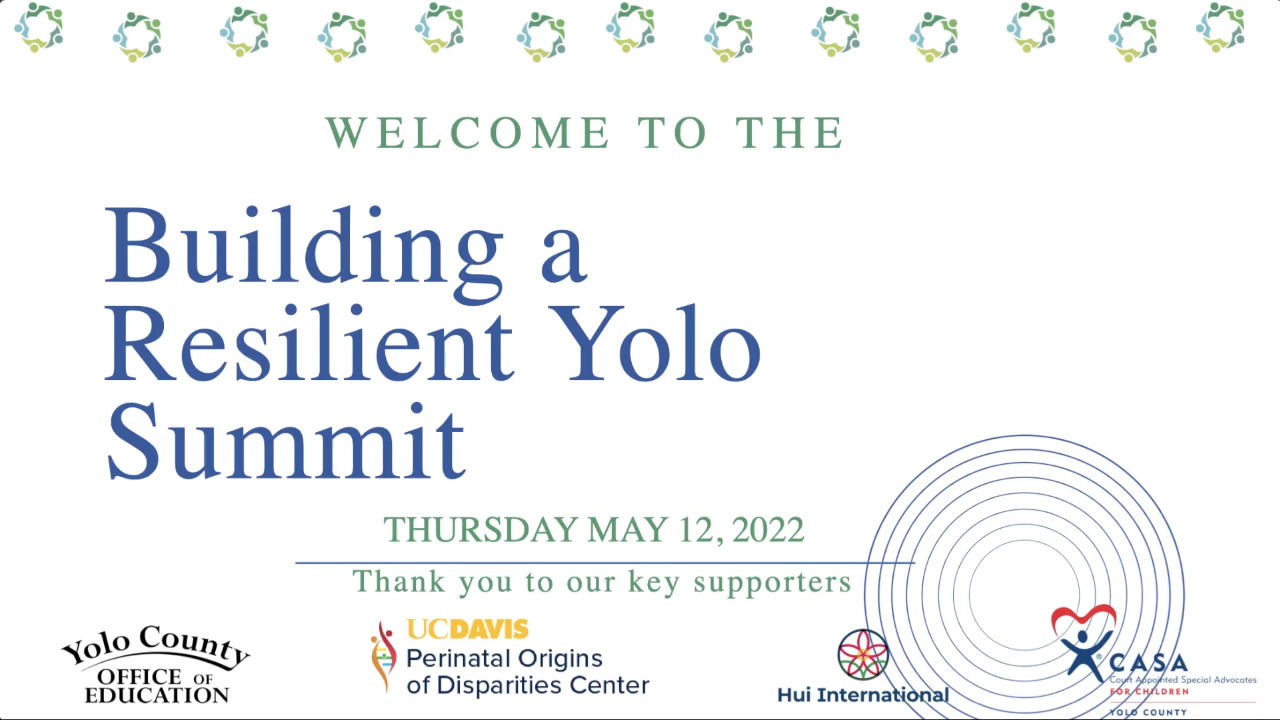 WELCOME TO THE
Building a
Resilient Yolo
Summit
THURSDAY MAY 12, 2022
Thank you to our key supporters
Yolo County
OFFICE OF
EDUCATION
UCDAVIS
Perinatal Origins
of Disparities Center
Hui International
® CASA
Court Appointed Special Advocates
FOR CHILDREN
YOLO COUNTY